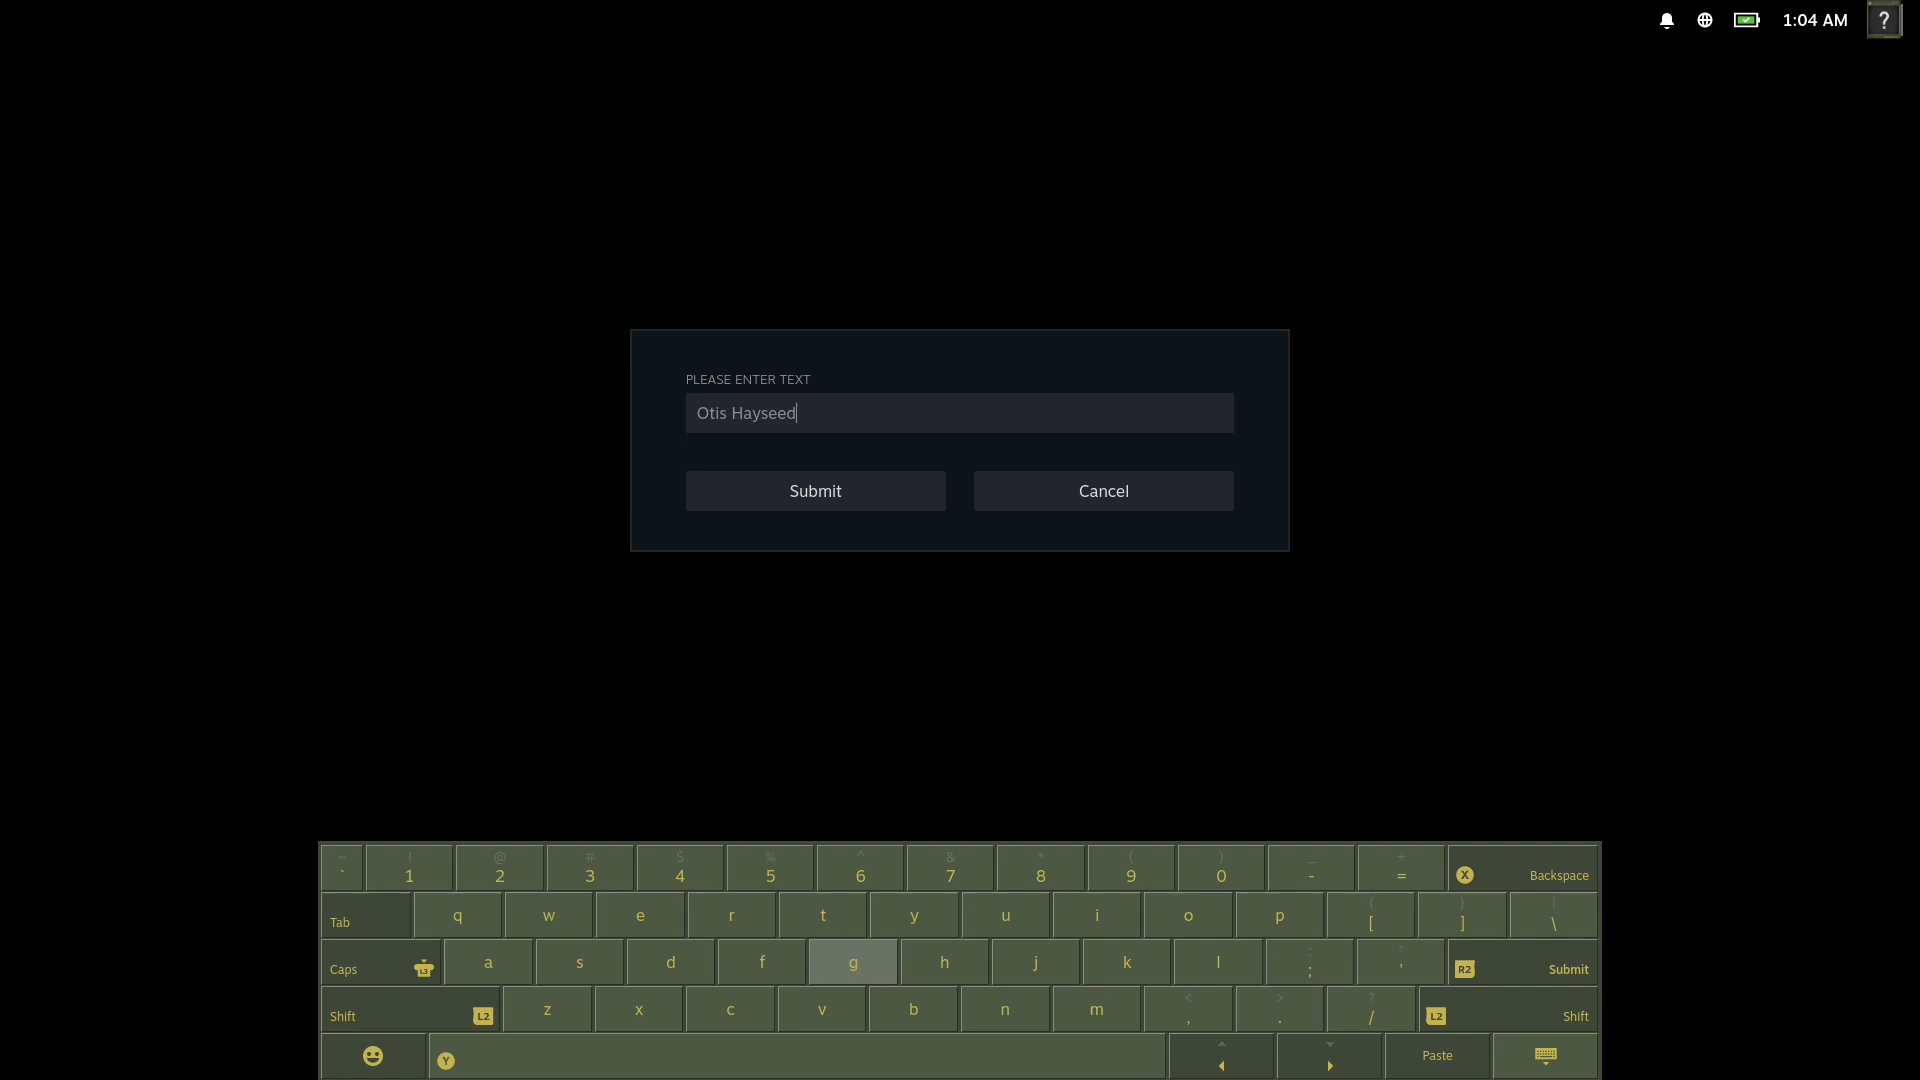 1:04 AM ?
PLEASE ENTER TEXT
Otis Hayseed
Submit Cancel
~ ! @ # $ % ^ & * ( ) _ +
` 1 2 3 4 5 6 7 8 9 0 - = X Backspace
Tab q w e r t y u i o p { [ } ] | \
Caps L3 a s d f g h j k l : ; " ' R2 Submit
Shift L2 z x c v b n m < , > . ? / L2 Shift
Y Paste